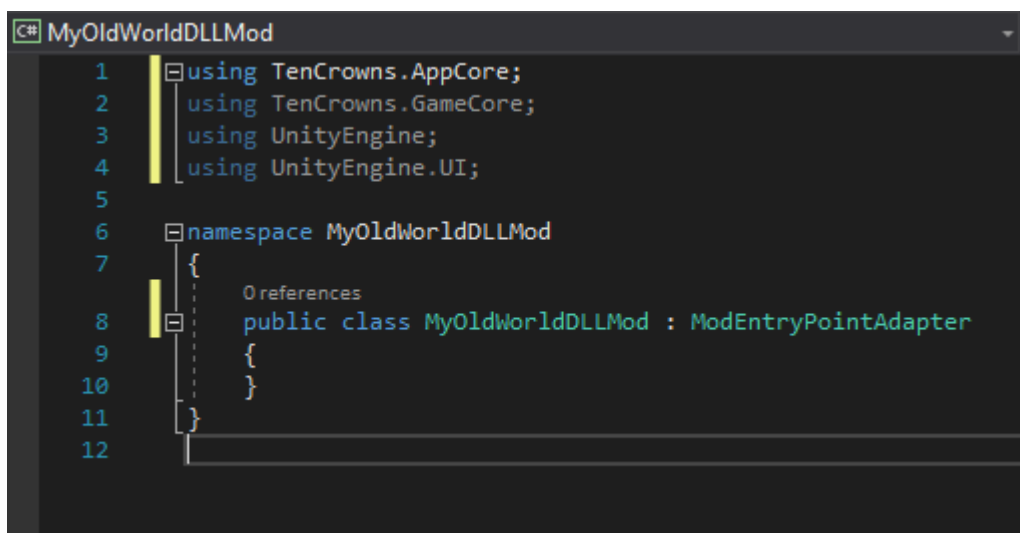 C# MyOldWorldDLLMod
1 using TenCrowns.AppCore;
2 using TenCrowns.GameCore;
3 using UnityEngine;
4 using UnityEngine.UI;
5
6 namespace MyOldWorldDLLMod
7 {
0 references
8 public class MyOldWorldDLLMod : ModEntryPointAdapter
9 {
10 }
11 }
12